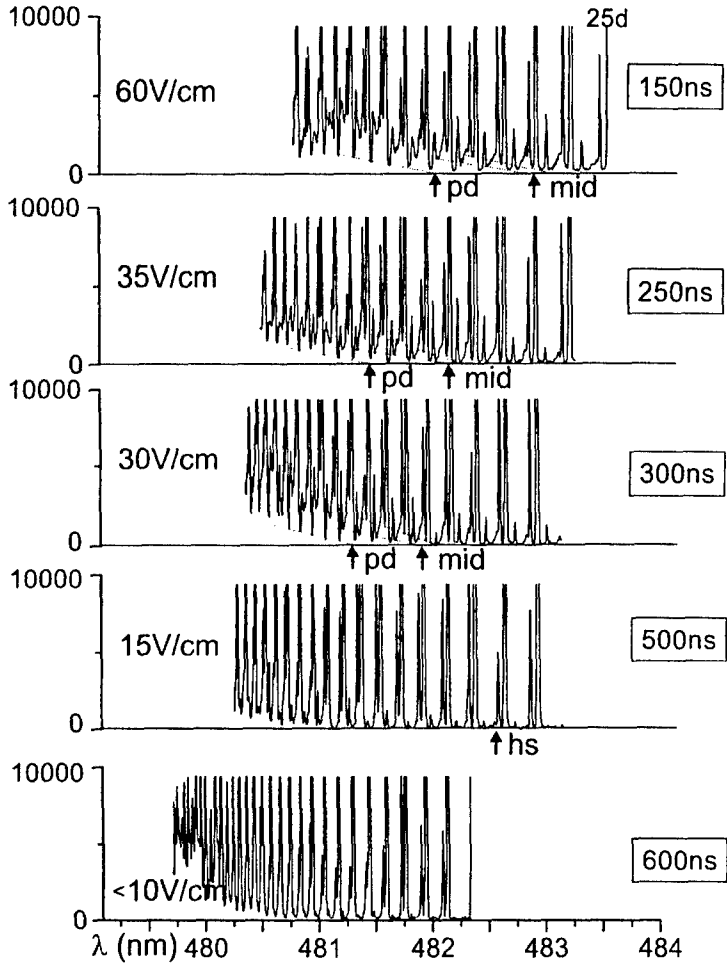 25d
10000
60V/cm
150ns
0
pd
mid
10000
35V/cm
250ns
0
pd
mid
10000
30V/cm
300ns
0
pd
mid
10000
15V/cm
500ns
0
hs
10000
<10V/cm
600ns
0
λ (nm) 480 481 482 483 484